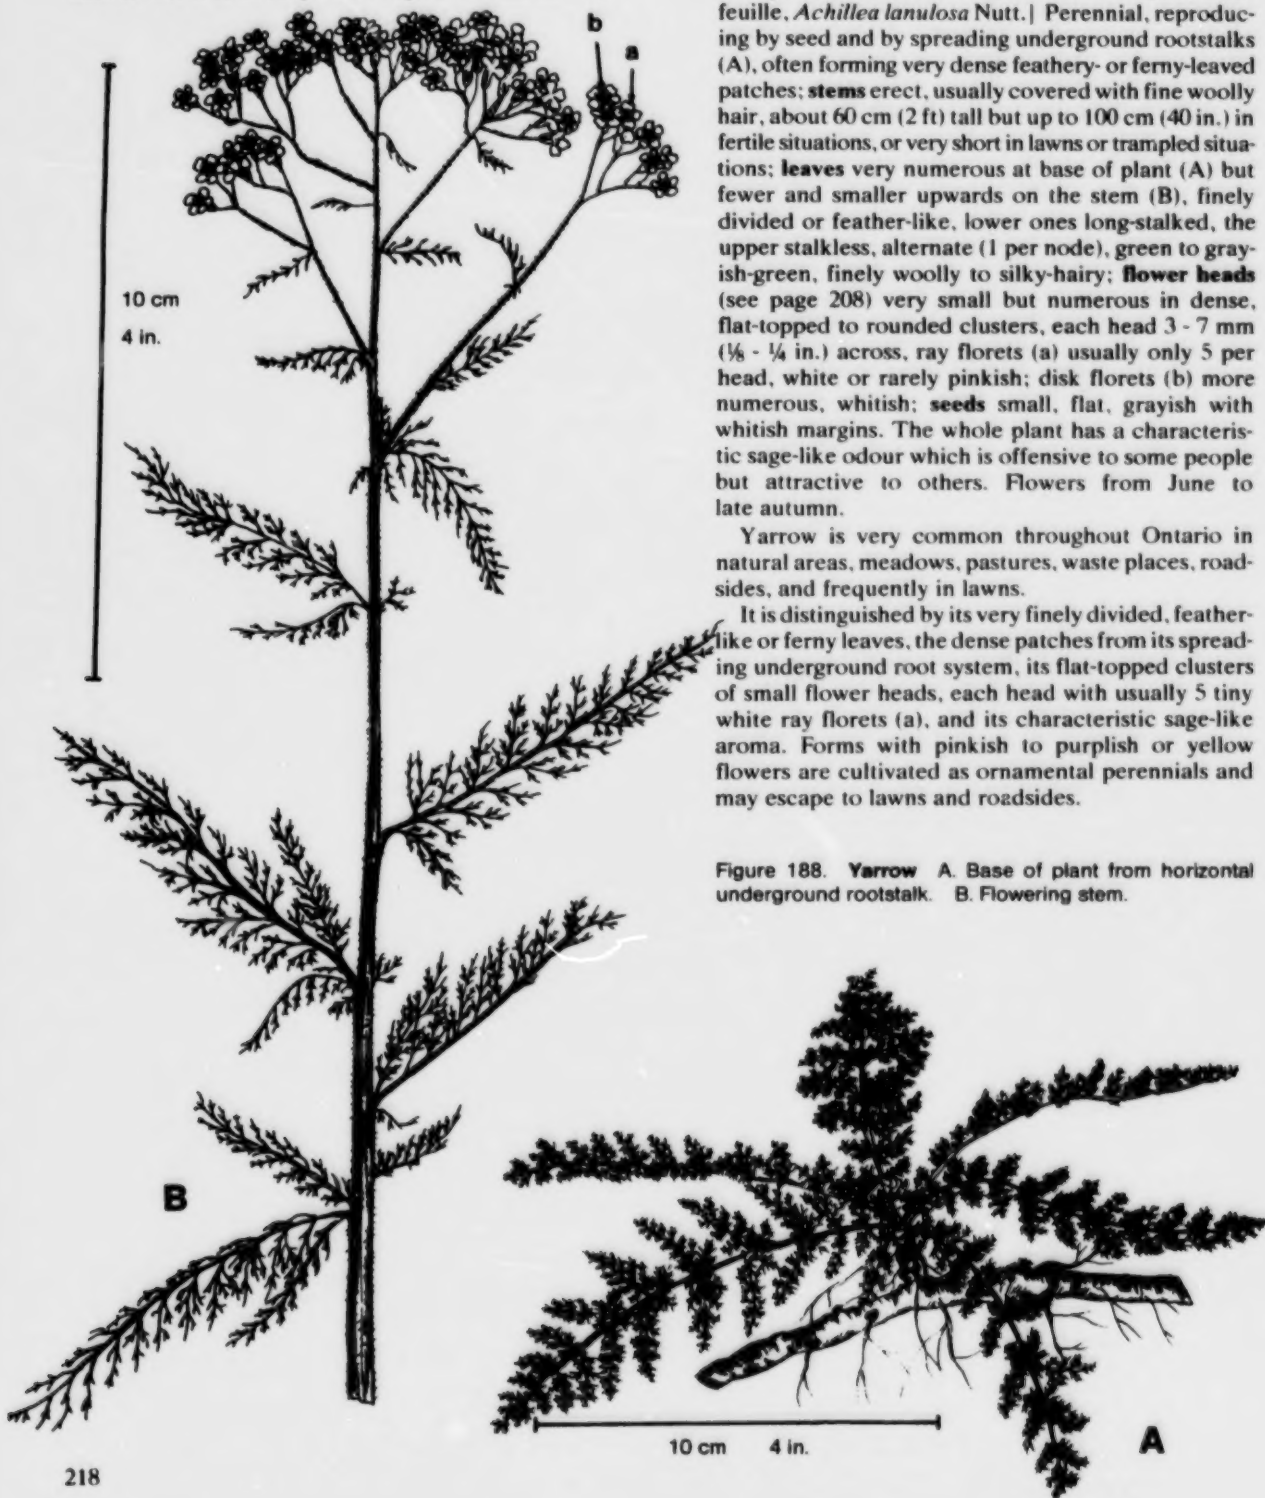 feuille, Achillea lanulosa Nutt.] Perennial, reproduc-
ing by seed and by spreading underground rootstalks
(A), often forming very dense feathery- or ferny-leaved
patches; stems erect, usually covered with fine woolly
hair, about 60 cm (2 ft) tall but up to 100 cm (40 in.) in
fertile situations, or very short in lawns or trampled situa-
tions; leaves very numerous at base of plant (A) but
fewer and smaller upwards on the stem (B), finely
divided or feather-like, lower ones long-stalked, the
upper stalkless, alternate (1 per node), green to gray-
ish-green, finely woolly to silky-hairy; flower heads
(see page 208) very small but numerous in dense,
flat-topped to rounded clusters, each head 3 - 7 mm
(⅛ - ¼ in.) across, ray florets (a) usually only 5 per
head, white or rarely pinkish; disk florets (b) more
numerous, whitish; seeds small, flat, grayish with
whitish margins. The whole plant has a characteris-
tic sage-like odour which is offensive to some people
but attractive to others. Flowers from June to
late autumn.
Yarrow is very common throughout Ontario in
natural areas, meadows, pastures, waste places, road-
sides, and frequently in lawns.
It is distinguished by its very finely divided, feather-
like or ferny leaves, the dense patches from its spread-
ing underground root system, its flat-topped clusters
of small flower heads, each head with usually 5 tiny
white ray florets (a), and its characteristic sage-like
aroma. Forms with pinkish to purplish or yellow
flowers are cultivated as ornamental perennials and
may escape to lawns and roadsides.
Figure 188. Yarrow A. Base of plant from horizontal
underground rootstalk. B. Flowering stem.
b
a
10 cm
4 in.
B
10 cm 4 in.
A
218